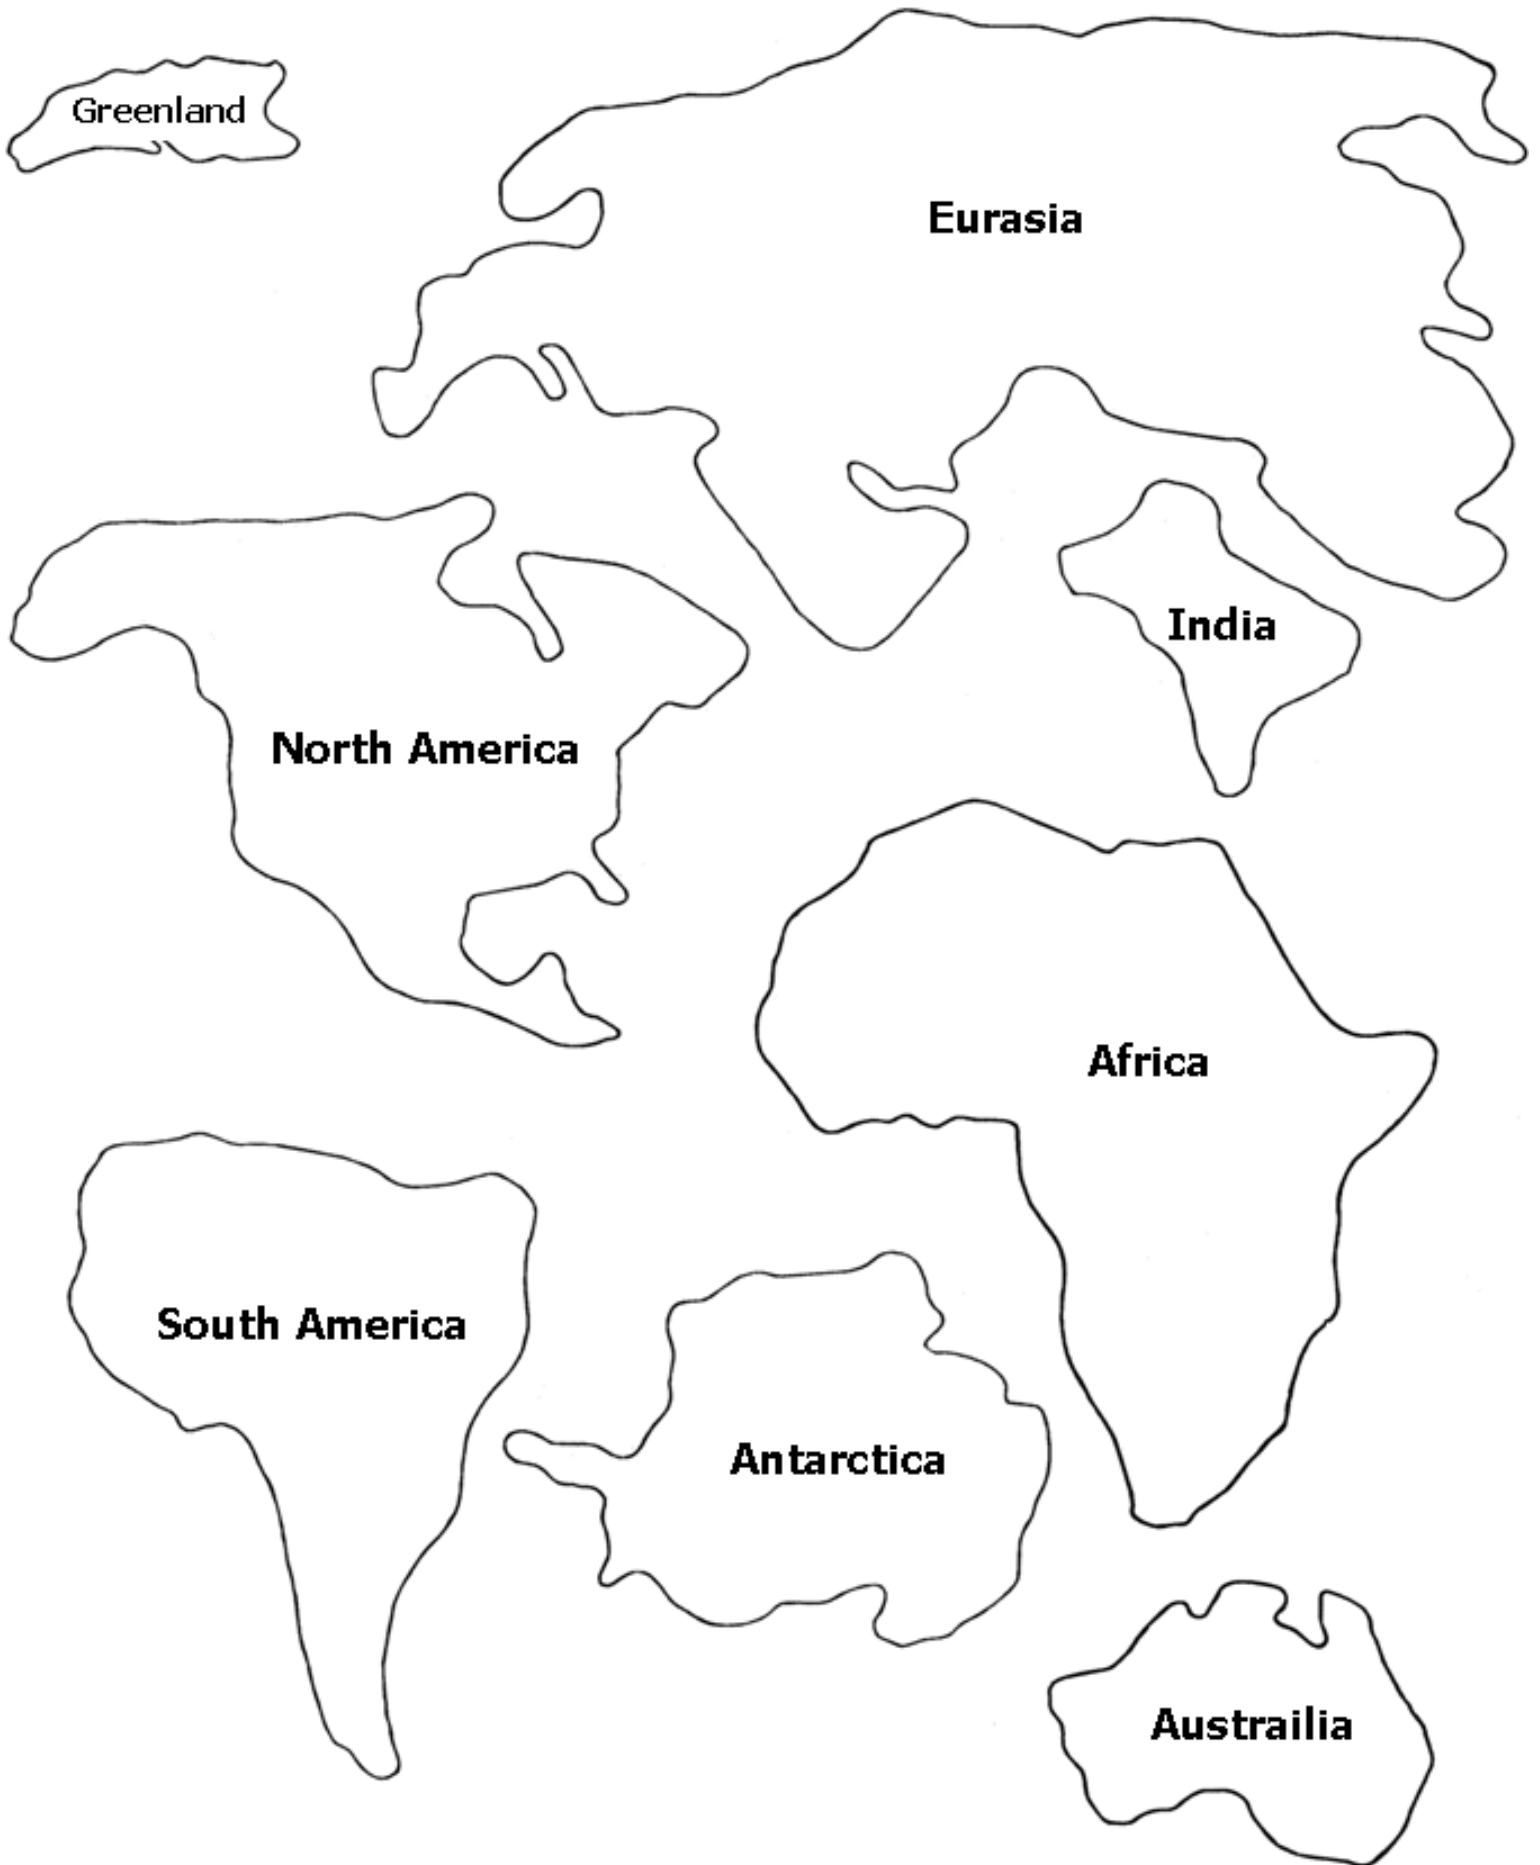 Greenland
Eurasia
India
North America
Africa
South America
Antarctica
Austrailia